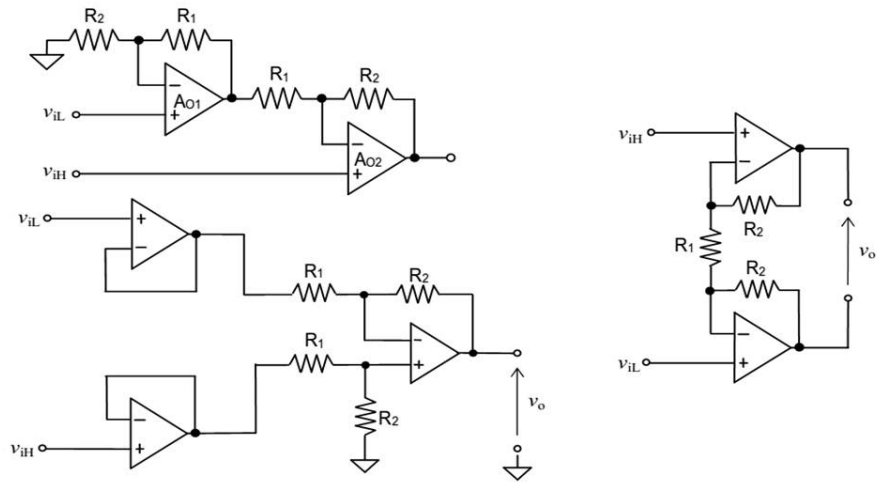 R₂ R₁
R₁ R₂
AO1
viL − +
AO2
viH − +
viL + −
R₁ R₂
− +
R₁
R₂
vo
− +
viH
viH + −
R₂
R₁
vo
R₂
− +
viL